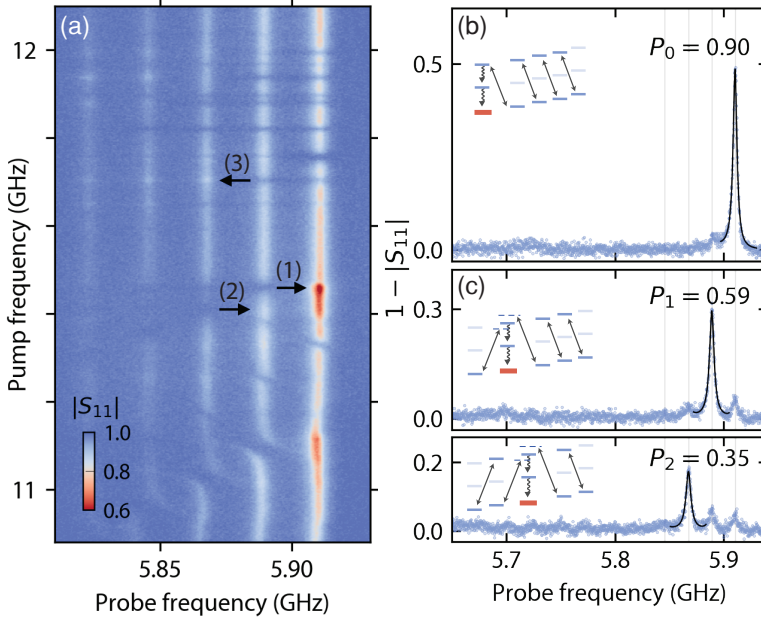 (a)
12
11
Pump frequency (GHz)
(3)
(1)
(2)
|S₁₁|
1.0
0.8
0.6
5.85
5.90
Probe frequency (GHz)
(b)
P₀ = 0.90
0.5
0.0
1 − |S₁₁|
(c)
P₁ = 0.59
0.3
0.0
P₂ = 0.35
0.2
0.0
5.7
5.8
5.9
Probe frequency (GHz)